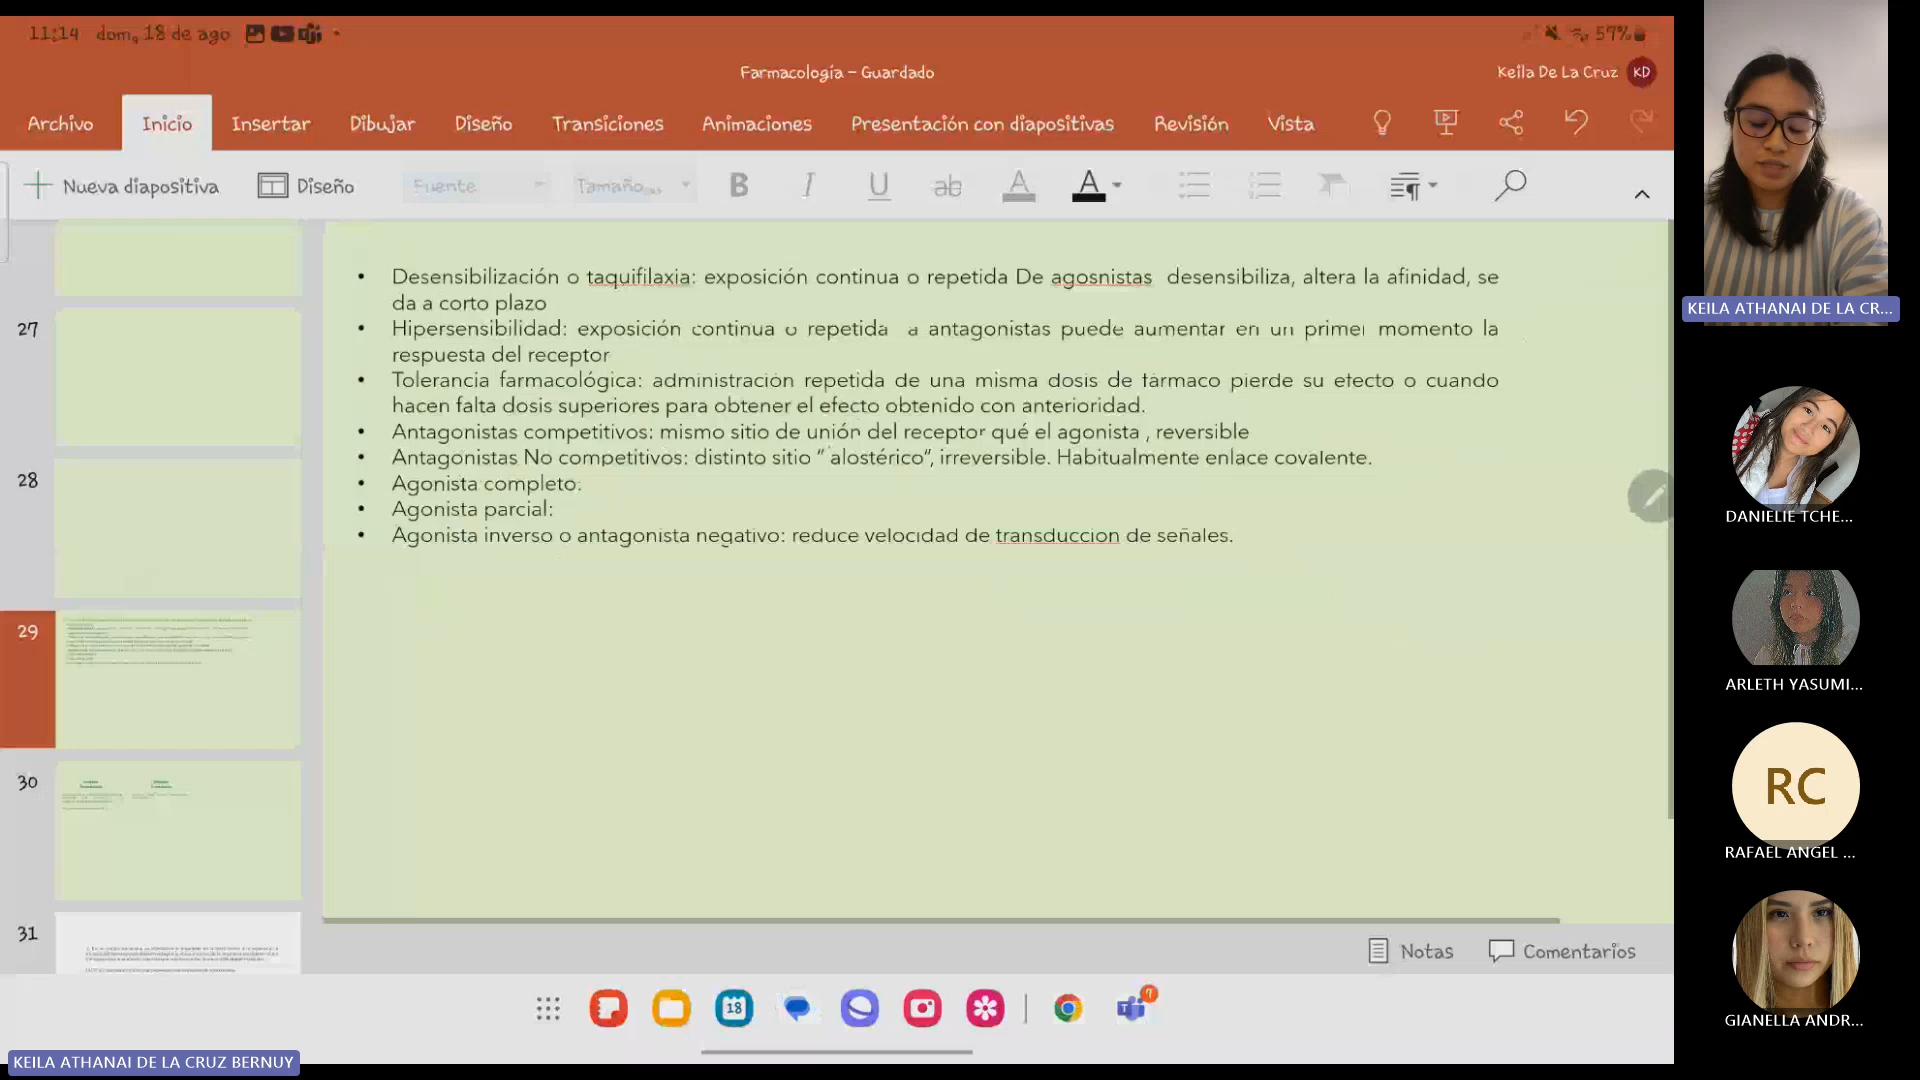 11:14 dom, 18 de ago
57%
Farmacología – Guardado
Keila De La Cruz KD
Archivo Inicio Insertar Dibujar Diseño Transiciones Animaciones Presentación con diapositivas Revisión Vista
Nueva diapositiva Diseño Fuente Tamaño... B I U ab A A
• Desensibilización o taquifilaxia: exposición continua o repetida De agosnistas desensibiliza, altera la afinidad, se
da a corto plazo
• Hipersensibilidad: exposición continua o repetida a antagonistas puede aumentar en un primer momento la
respuesta del receptor
• Tolerancia farmacológica: administración repetida de una misma dosis de fármaco pierde su efecto o cuando
hacen falta dosis superiores para obtener el efecto obtenido con anterioridad.
• Antagonistas competitivos: mismo sitio de unión del receptor qué el agonista , reversible
• Antagonistas No competitivos: distinto sitio “ alostérico“, irreversible. Habitualmente enlace covalente.
• Agonista completo:
• Agonista parcial:
• Agonista inverso o antagonista negativo: reduce velocidad de transduccion de señales.
27
28
29
30
31
Notas Comentarios
18
7
KEILA ATHANAI DE LA CRUZ BERNUY
KEILA ATHANAI DE LA CR...
DANIELIE TCHE...
ARLETH YASUMI...
RC
RAFAEL ANGEL ...
GIANELLA ANDR...